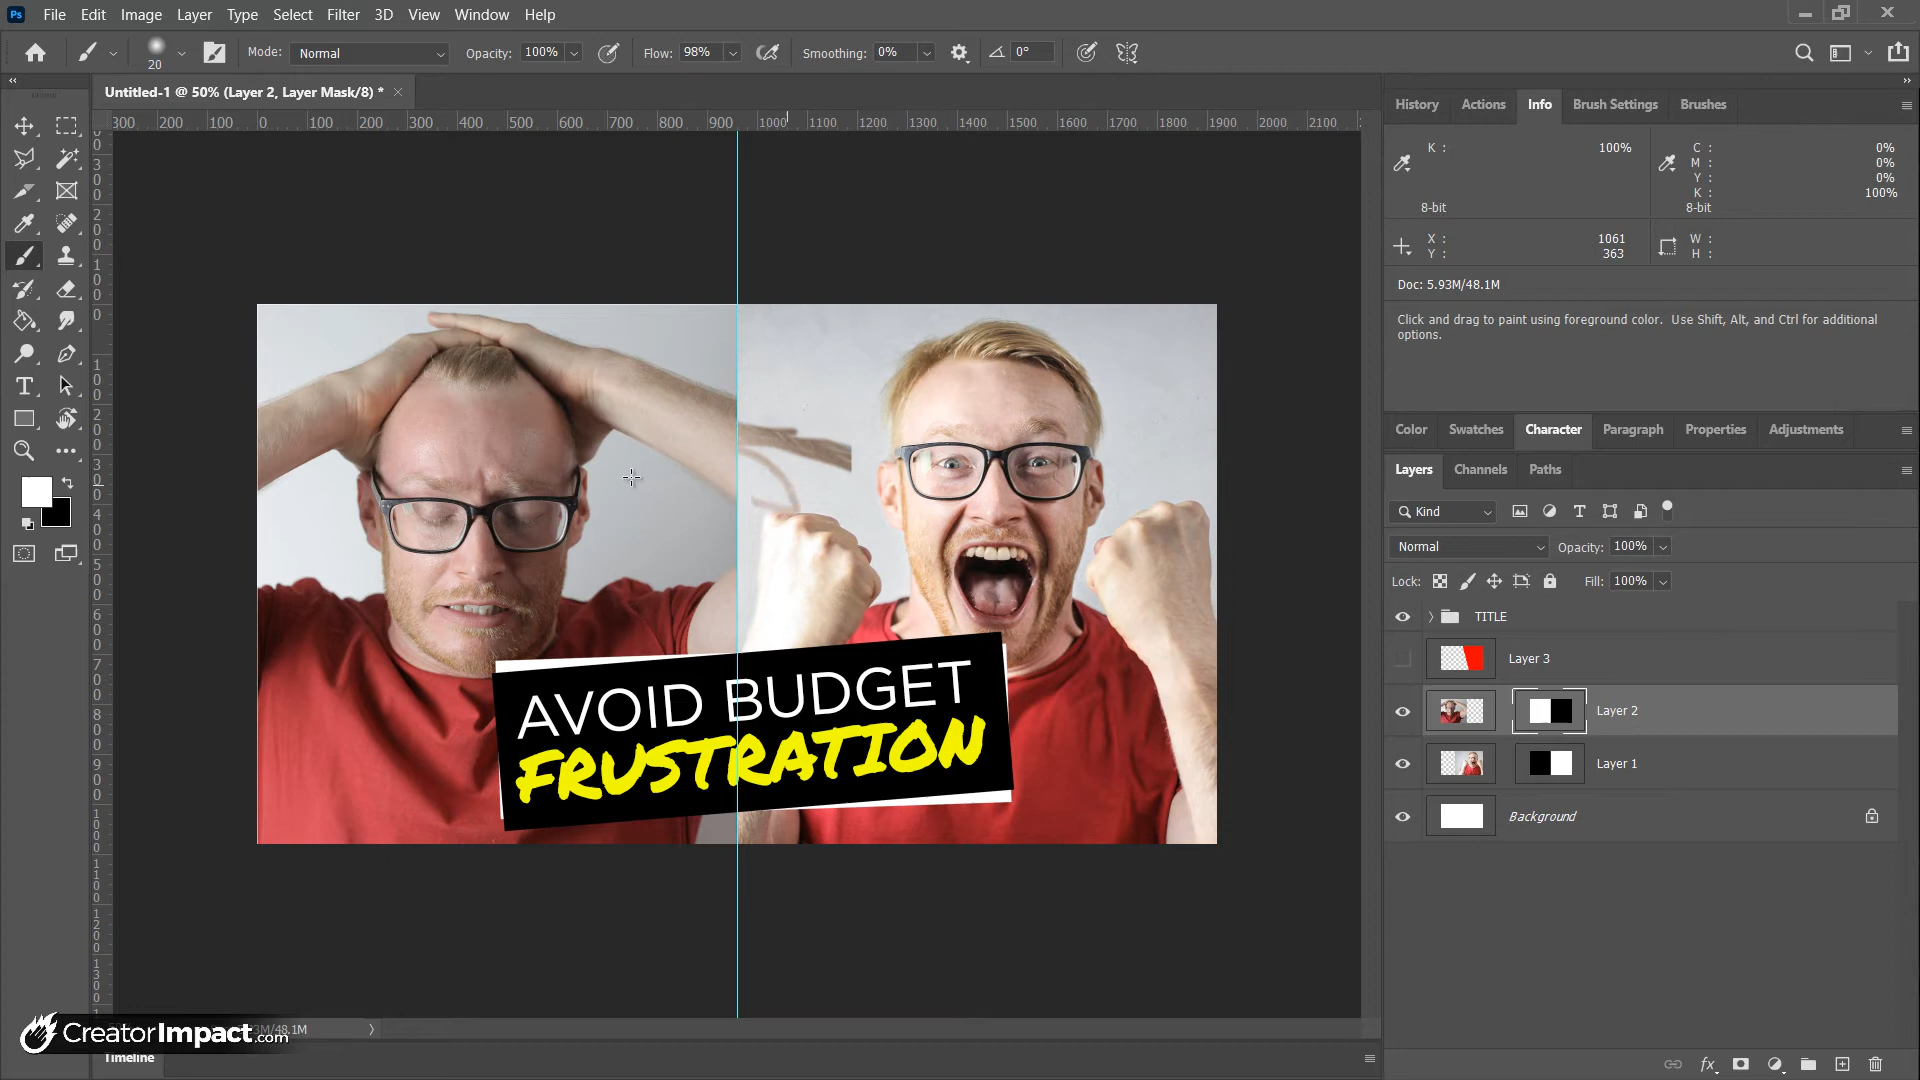 Ps File Edit Image Layer Type Select Filter 3D View Window Help
20 Mode: Normal Opacity: 100% Flow: 98% Smoothing: 0% 0°
Untitled-1 @ 50% (Layer 2, Layer Mask/8) *
300 200 100 0 100 200 300 400 500 600 700 800 900 1000 1100 1200 1300 1400 1500 1600 1700 1800 1900 2000 2100
AVOID BUDGET
FRUSTRATION
History Actions Info Brush Settings Brushes
K : 100% C : 0%
M : 0%
Y : 0%
K : 100%
8-bit 8-bit
X : 1061 W :
Y : 363 H :
Doc: 5.93M/48.1M
Click and drag to paint using foreground color. Use Shift, Alt, and Ctrl for additional
options.
Color Swatches Character Paragraph Properties Adjustments
Layers Channels Paths
Kind
Normal Opacity: 100%
Lock: Fill: 100%
TITLE
Layer 3
Layer 2
Layer 1
Background
CreatorImpact.com
3M/48.1M
Timeline
fx